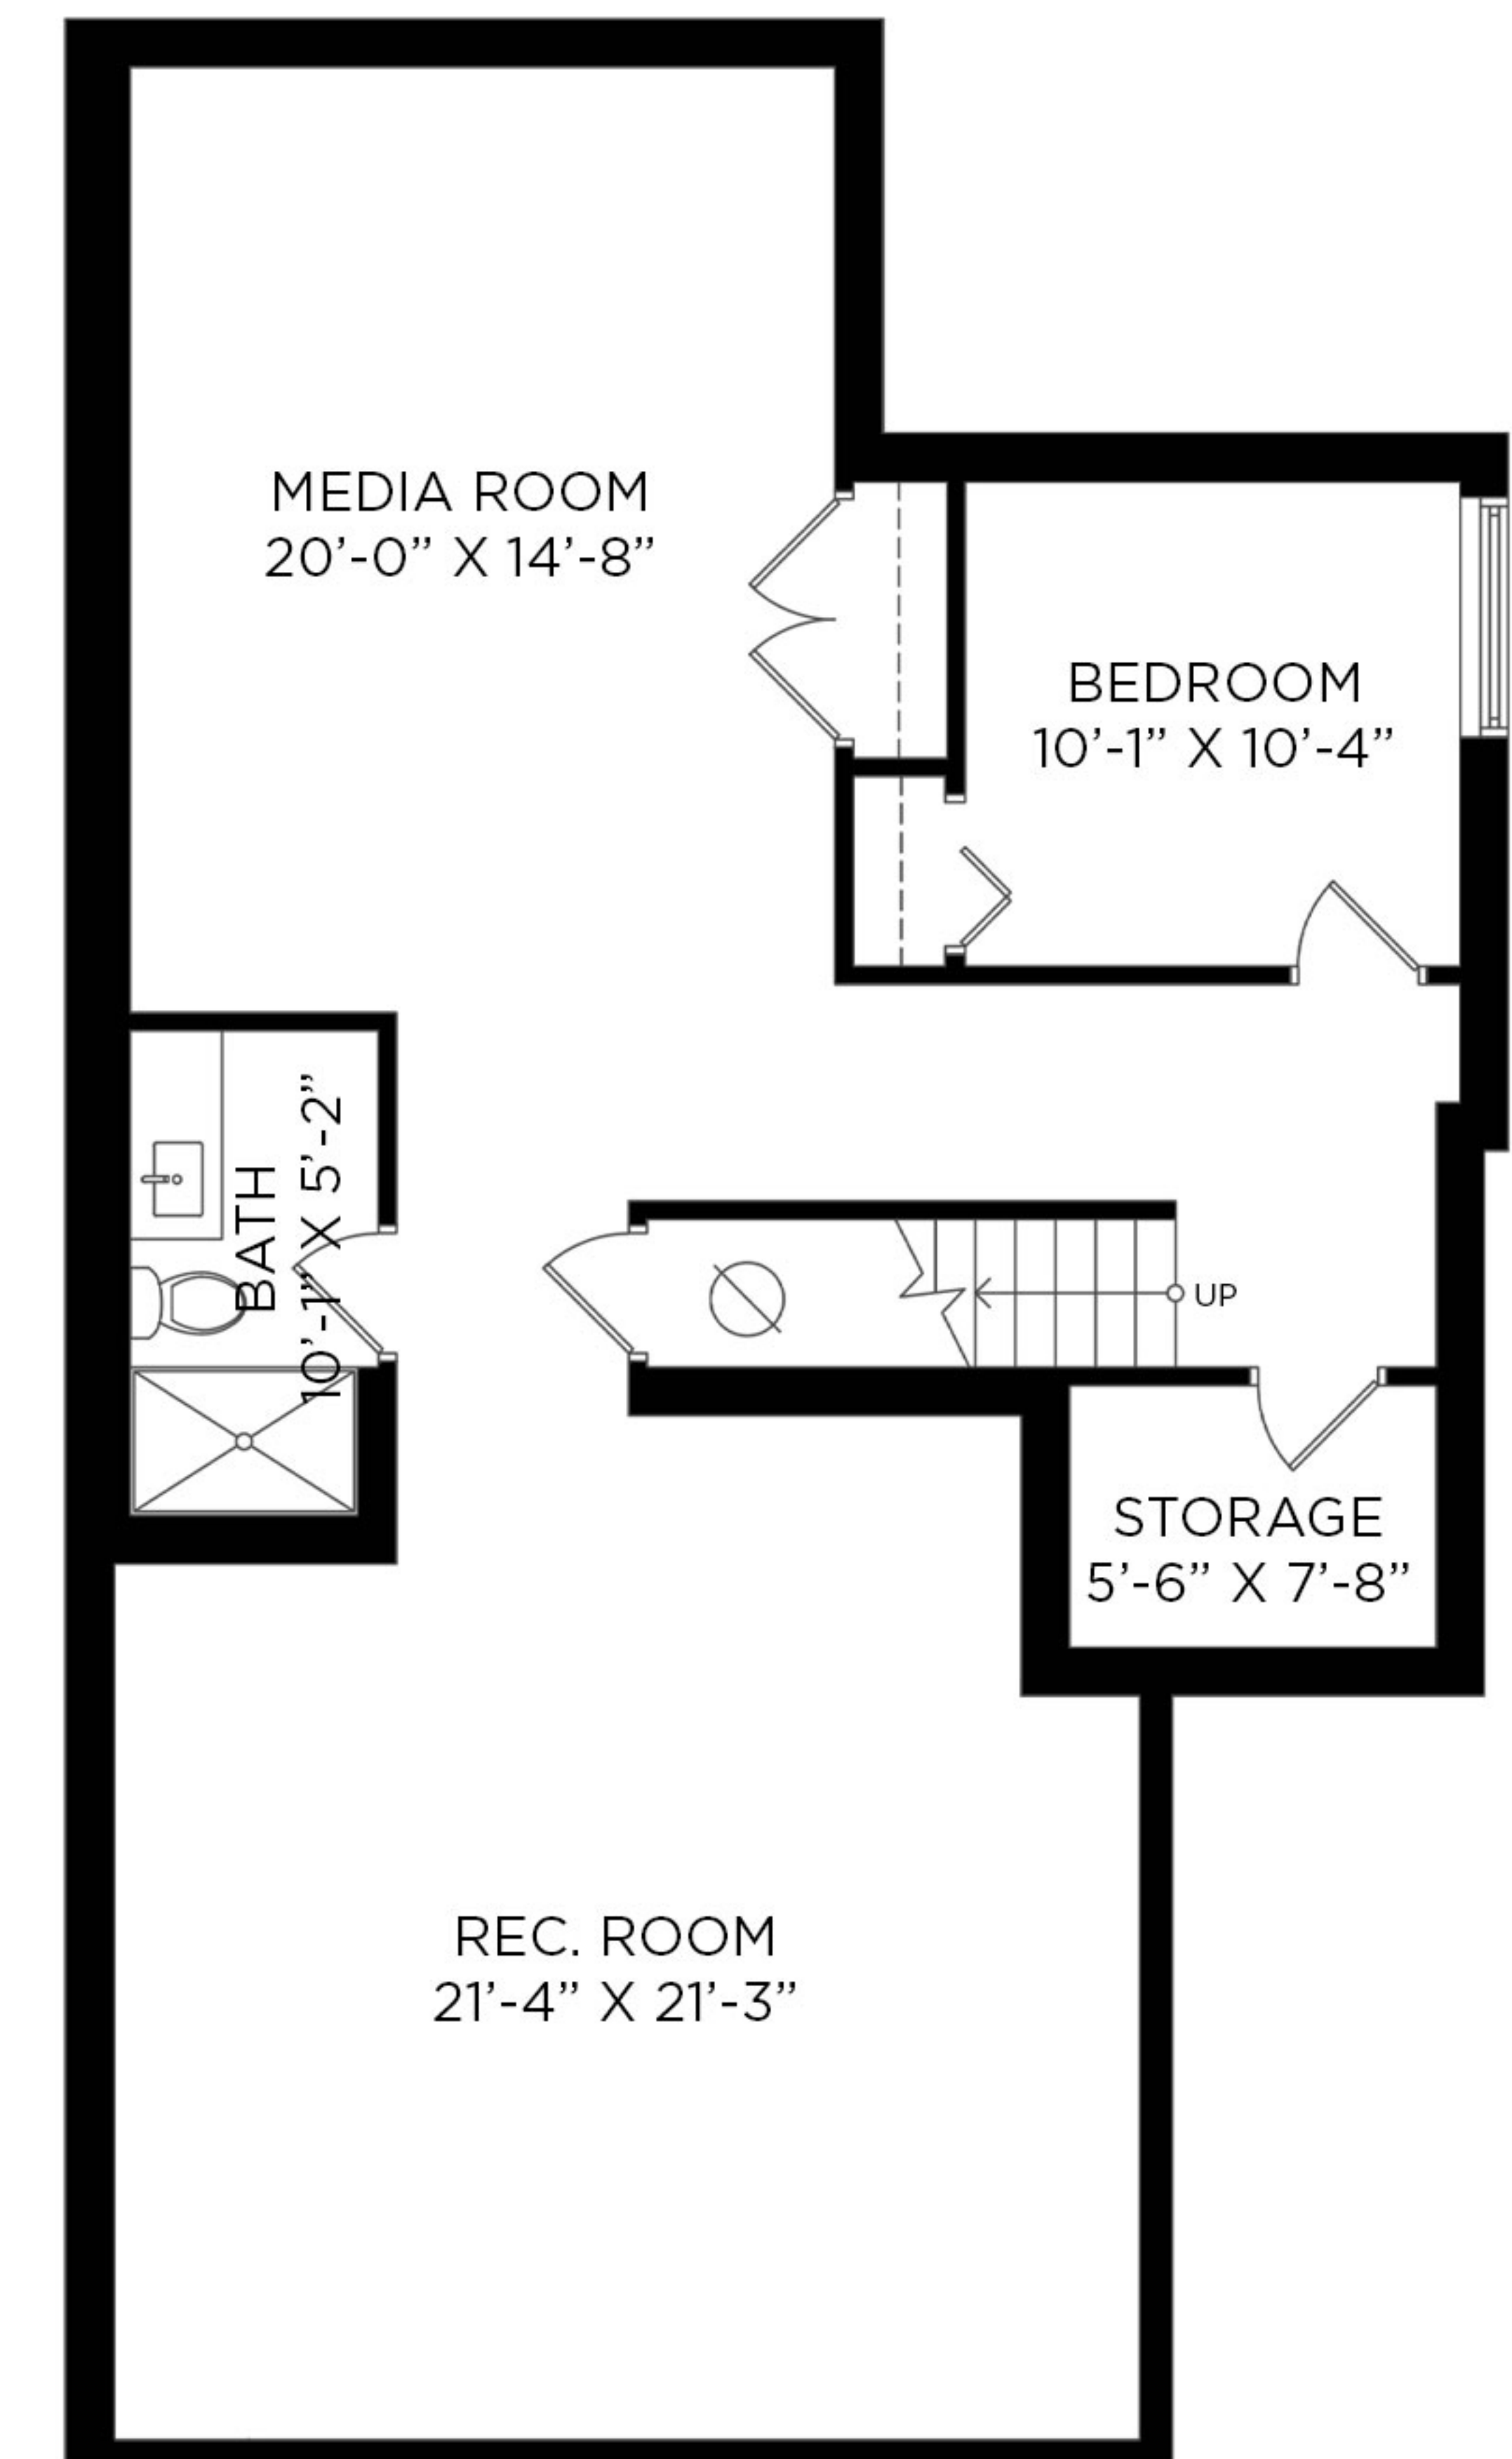 MEDIA ROOM
20’-0” X 14’-8”
BEDROOM
10’-1” X 10’-4”
BATH
10’-1” X 5’-2”
UP
STORAGE
5’-6” X 7’-8”
REC. ROOM
21’-4” X 21’-3”